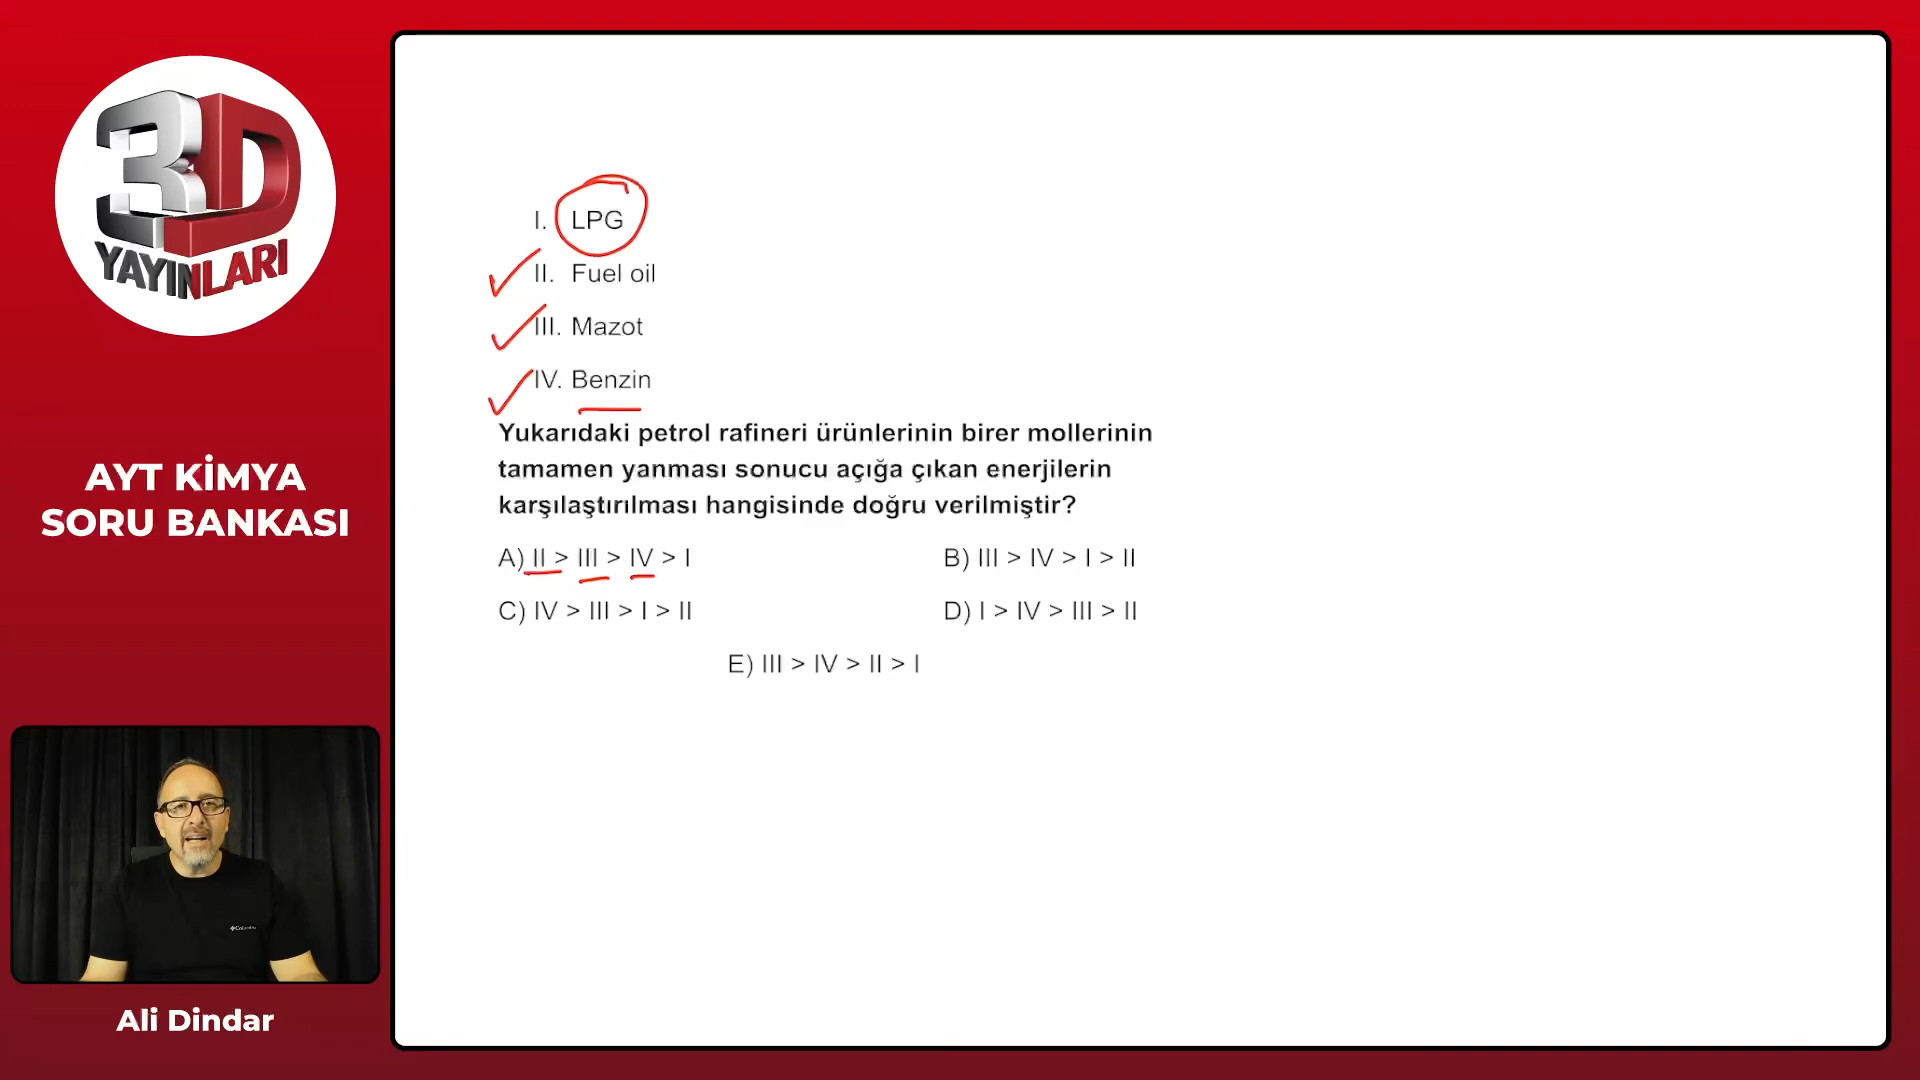 3D
YAYINLARI
AYT KİMYA
SORU BANKASI
Ali Dindar
I. LPG
II. Fuel oil
III. Mazot
IV. Benzin
Yukarıdaki petrol rafineri ürünlerinin birer mollerinin
tamamen yanması sonucu açığa çıkan enerjilerin
karşılaştırılması hangisinde doğru verilmiştir?
A) II > III > IV > I
B) III > IV > I > II
C) IV > III > I > II
D) I > IV > III > II
E) III > IV > II > I
Columbia